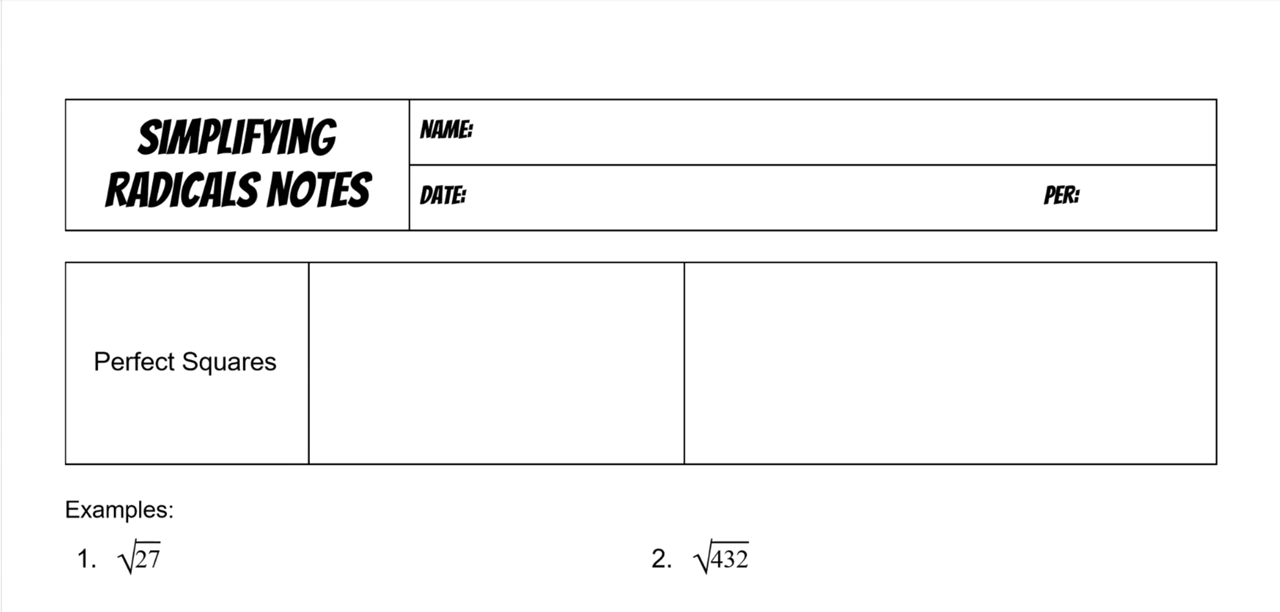 SIMPLIFYING
RADICALS NOTES
NAME:
DATE: PER:
Perfect Squares
Examples:
1. √27 2. √432